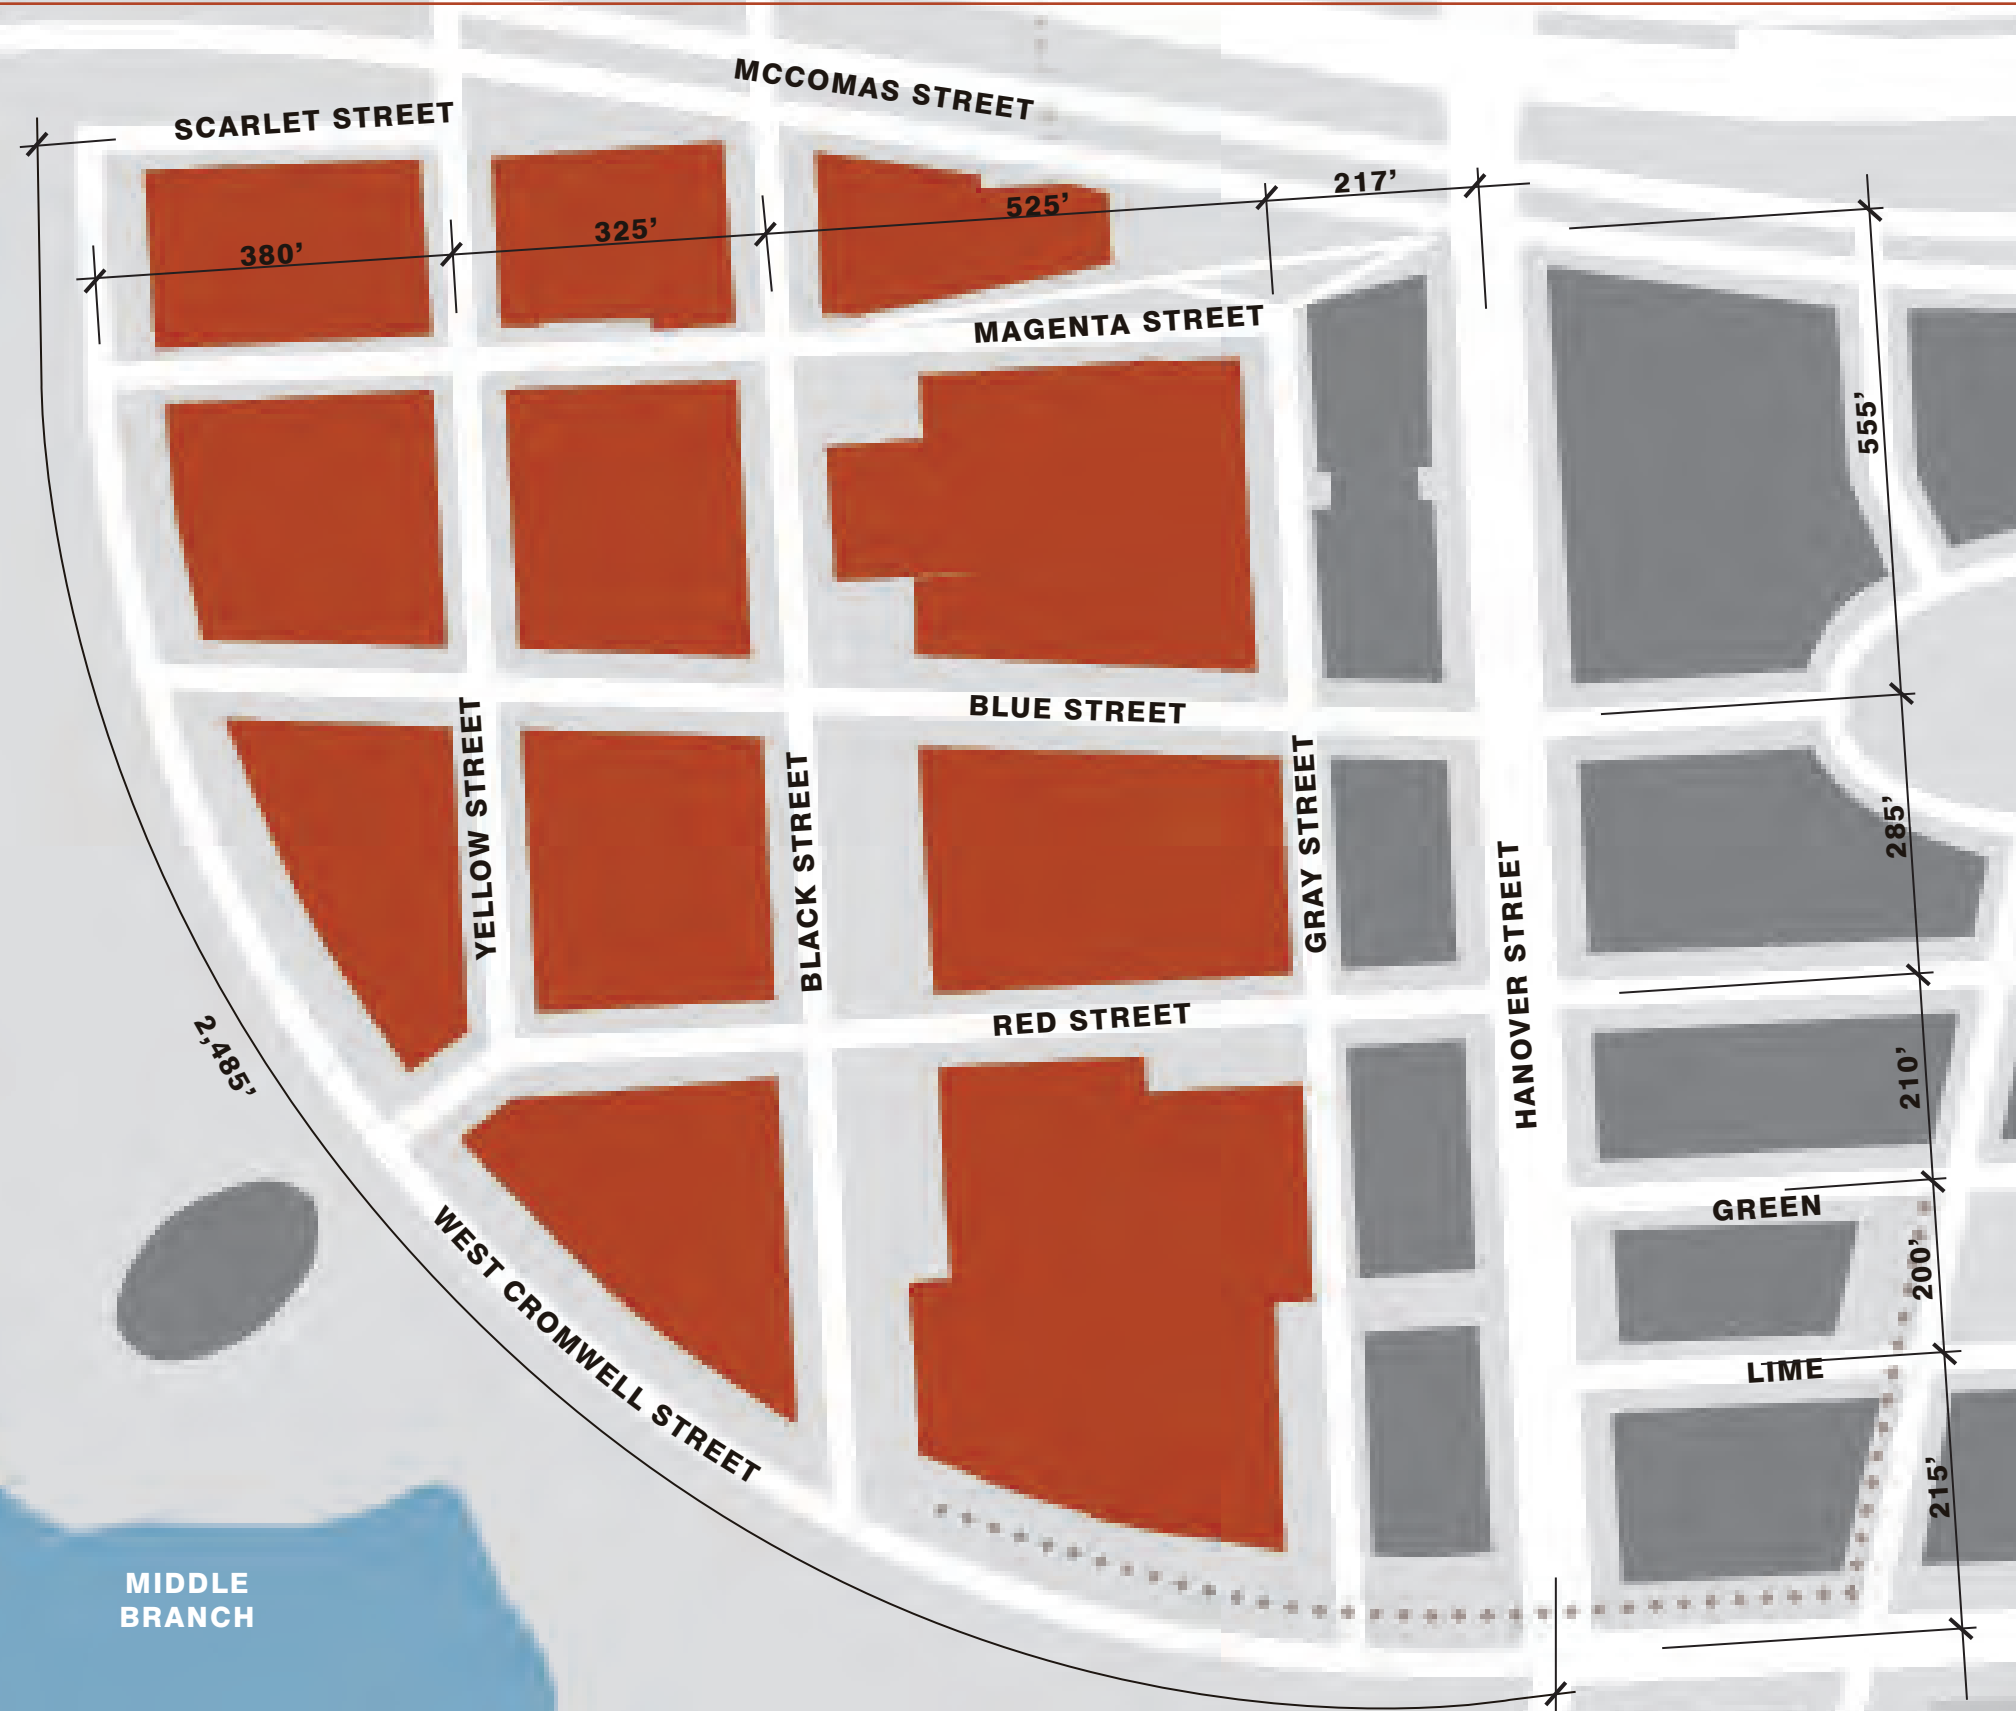 MCCOMAS STREET
SCARLET STREET
217’
525’
325’
380’
MAGENTA STREET
555’
BLUE STREET
YELLOW STREET
BLACK STREET
GRAY STREET
HANOVER STREET
285’
RED STREET
2,485’
210’
GREEN
200’
WEST CROMWELL STREET
LIME
215’
MIDDLE
BRANCH